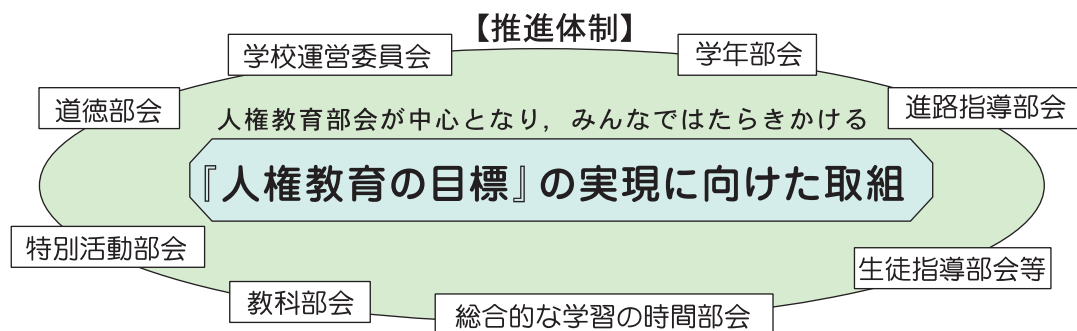 【推進体制】
学校運営委員会
学年部会
道徳部会
進路指導部会
人権教育部会が中心となり，みんなではたらきかける
『人権教育の目標』の実現に向けた取組
特別活動部会
生徒指導部会等
教科部会
総合的な学習の時間部会